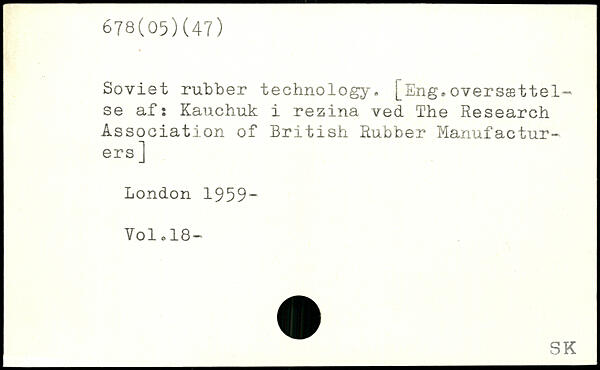 678(05)(47)
Soviet rubber technology. [Eng.oversættel-
se af: Kauchuk i rezina ved The Research
Association of British Rubber Manufactur-
ers]
London 1959-
Vol.18-
SK